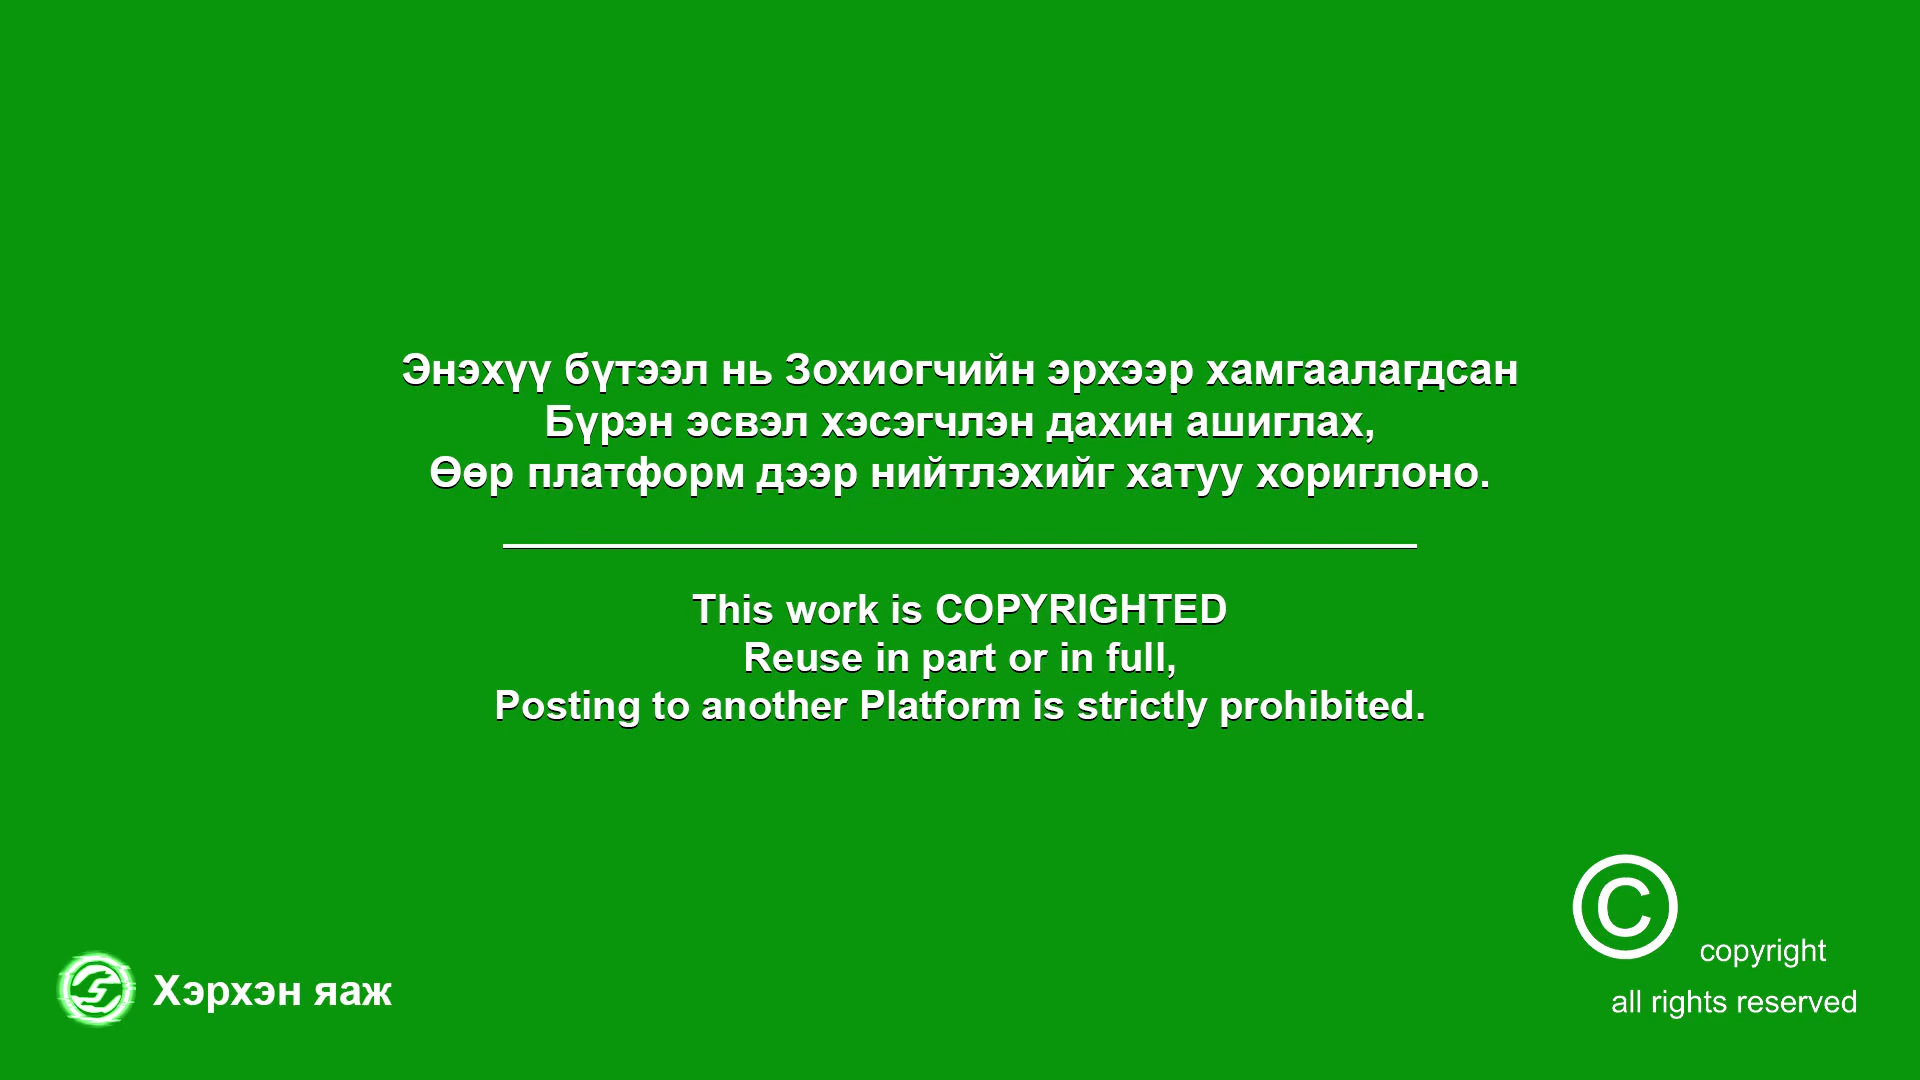 Энэхүү бүтээл нь Зохиогчийн эрхээр хамгаалагдсан
Бүрэн эсвэл хэсэгчлэн дахин ашиглах,
Өөр платформ дээр нийтлэхийг хатуу хориглоно.
This work is COPYRIGHTED
Reuse in part or in full,
Posting to another Platform is strictly prohibited.
© copyright
all rights reserved
Хэрхэн яаж